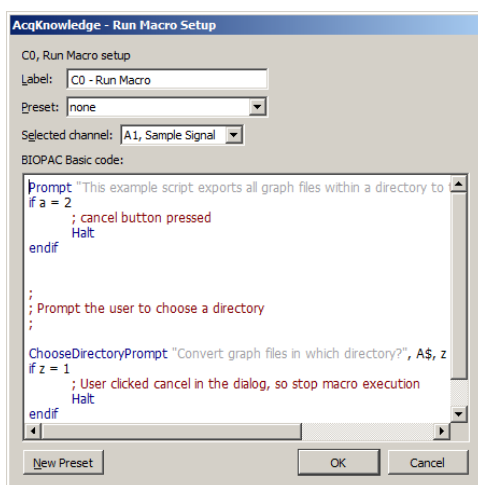 AcqKnowledge - Run Macro Setup
C0, Run Macro setup
Label: C0 - Run Macro
Preset: none
Selected channel: A1, Sample Signal
BIOPAC Basic code:
Prompt "This example script exports all graph files within a directory to
if a = 2
; cancel button pressed
Halt
endif
;
; Prompt the user to choose a directory
;
ChooseDirectoryPrompt "Convert graph files in which directory?", A$, z
if z = 1
; User clicked cancel in the dialog, so stop macro execution
Halt
endif
New Preset OK Cancel